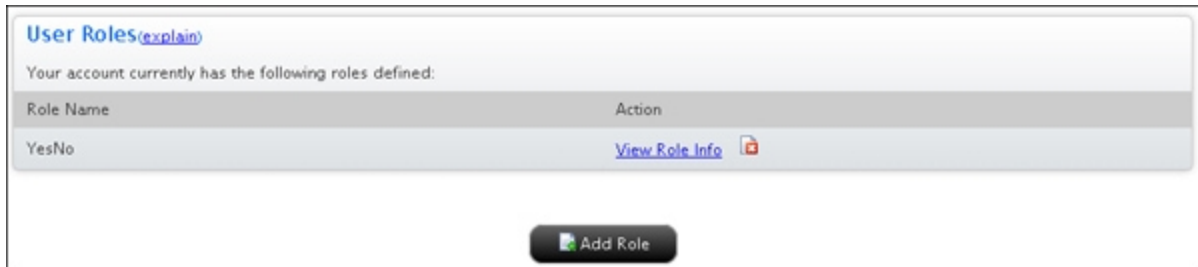 User Roles(explain)
Your account currently has the following roles defined:
Role Name Action
YesNo View Role Info
Add Role